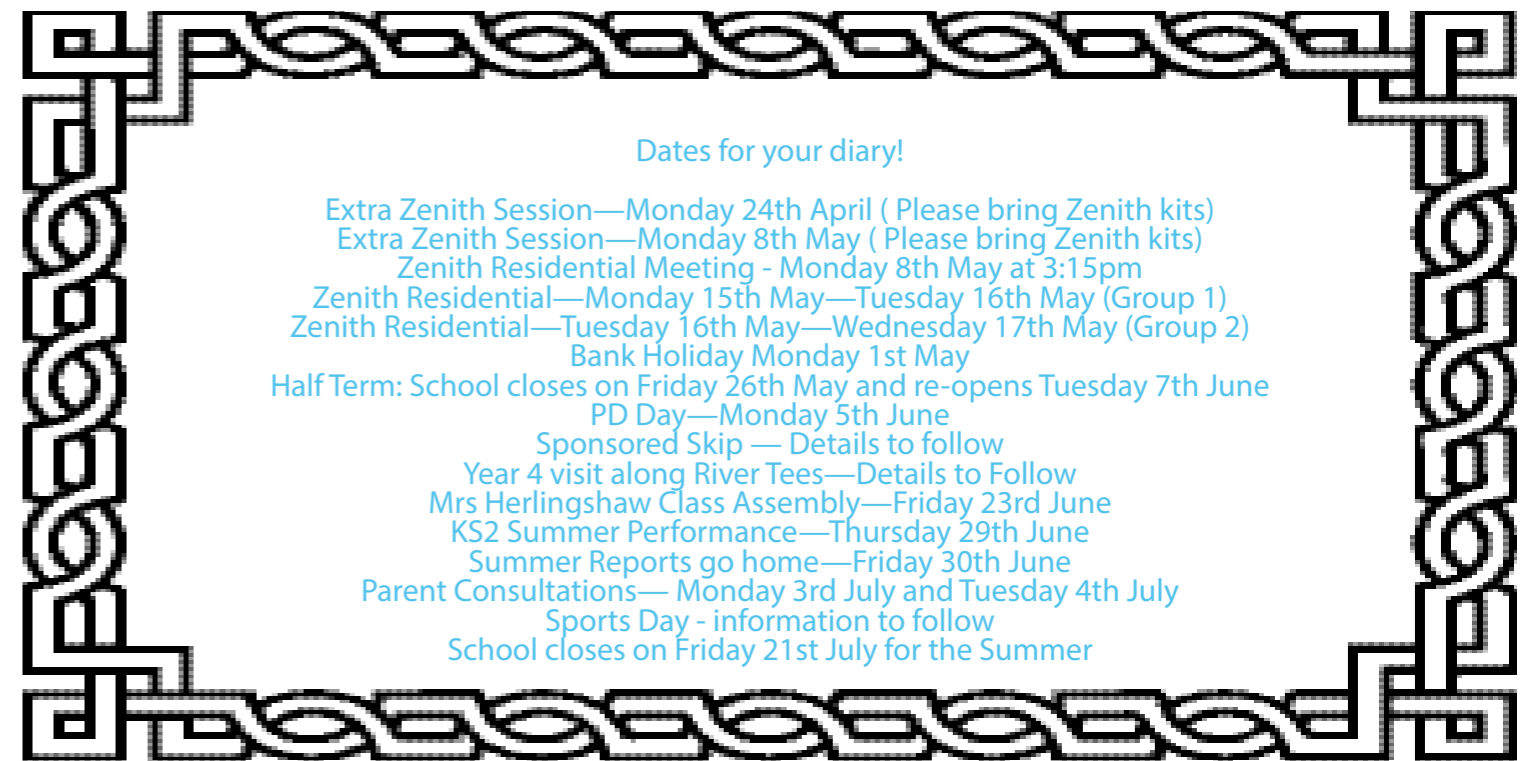 Dates for your diary!
Extra Zenith Session—Monday 24th April ( Please bring Zenith kits)
Extra Zenith Session—Monday 8th May ( Please bring Zenith kits)
Zenith Residential Meeting - Monday 8th May at 3:15pm
Zenith Residential—Monday 15th May—Tuesday 16th May (Group 1)
Zenith Residential—Tuesday 16th May—Wednesday 17th May (Group 2)
Bank Holiday Monday 1st May
Half Term: School closes on Friday 26th May and re-opens Tuesday 7th June
PD Day—Monday 5th June
Sponsored Skip — Details to follow
Year 4 visit along River Tees—Details to Follow
Mrs Herlingshaw Class Assembly—Friday 23rd June
KS2 Summer Performance—Thursday 29th June
Summer Reports go home—Friday 30th June
Parent Consultations— Monday 3rd July and Tuesday 4th July
Sports Day - information to follow
School closes on Friday 21st July for the Summer